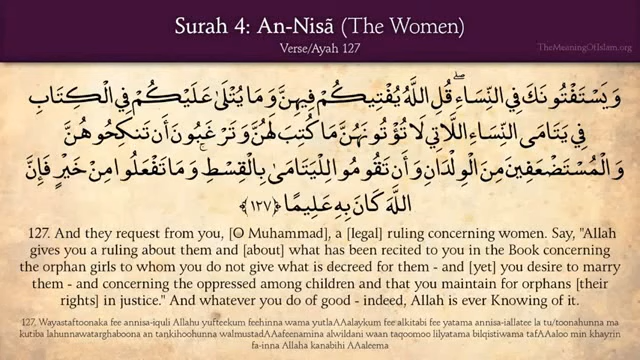 Surah 4: An-Nisã (The Women)
Verse/Ayah 127
TheMeaningOfIslam.org
وَيَسْتَفْتُونَكَ فِي النِّسَاءِ ۖ قُلِ اللَّهُ يُفْتِيكُمْ فِيهِنَّ وَمَا يُتْلَىٰ عَلَيْكُمْ فِي الْكِتَابِ
فِي يَتَامَى النِّسَاءِ اللَّاتِي لَا تُؤْتُونَهُنَّ مَا كُتِبَ لَهُنَّ وَتَرْغَبُونَ أَن تَنكِحُوهُنَّ
وَالْمُسْتَضْعَفِينَ مِنَ الْوِلْدَانِ وَأَن تَقُومُوا لِلْيَتَامَىٰ بِالْقِسْطِ ۚ وَمَا تَفْعَلُوا مِنْ خَيْرٍ فَإِنَّ
اللَّهَ كَانَ بِهِ عَلِيمًا ﴿١٢٧﴾
127. And they request from you, [O Muhammad], a [legal] ruling concerning women. Say, "Allah
gives you a ruling about them and [about] what has been recited to you in the Book concerning
the orphan girls to whom you do not give what is decreed for them - and [yet] you desire to marry
them - and concerning the oppressed among children and that you maintain for orphans [their
rights] in justice." And whatever you do of good - indeed, Allah is ever Knowing of it.
127. Wayastaftoonaka fee annisa-iquli Allahu yufteekum feehinna wama yutlaAAalaykum fee alkitabi fee yatama annisa-iallatee la tu/toonahunna ma
kutiba lahunnawatarghaboona an tankihoohunna walmustadAAafeenamina alwildani waan taqoomoo lilyatama bilqistiwama tafAAaloo min khayrin
fa-inna Allaha kanabihi AAaleema